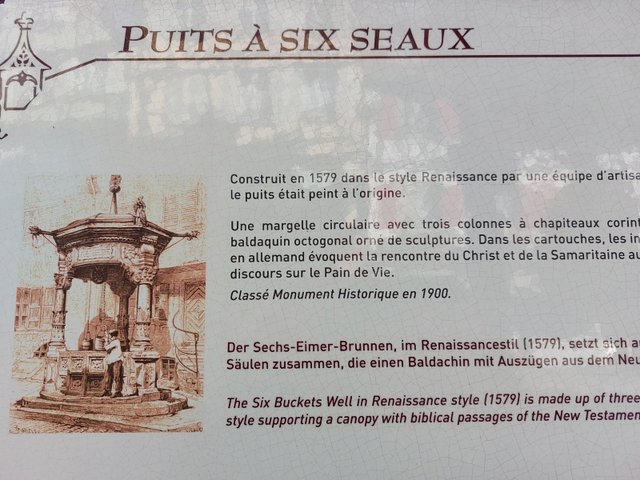 PUITS À SIX SEAUX
Construit en 1579 dans le style Renaissance par une équipe d'artisa
le puits était peint à l'origine.
Une margelle circulaire avec trois colonnes à chapiteaux corint
baldaquin octogonal orné de sculptures. Dans les cartouches, les in
en allemand évoquent la rencontre du Christ et de la Samaritaine au
discours sur le Pain de Vie.
Classé Monument Historique en 1900.
Der Sechs-Eimer-Brunnen, im Renaissancestil (1579), setzt sich au
Säulen zusammen, die einen Baldachin mit Auszügen aus dem Neu
The Six Buckets Well in Renaissance style (1579) is made up of three
style supporting a canopy with biblical passages of the New Testamen